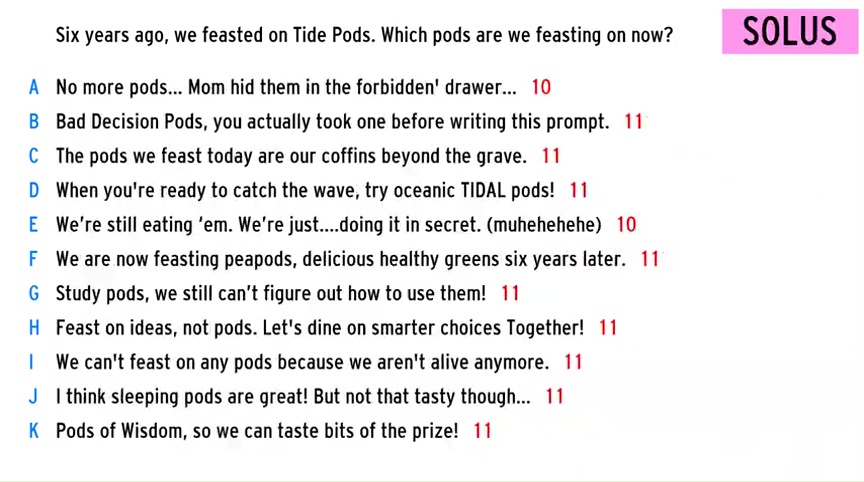 Six years ago, we feasted on Tide Pods. Which pods are we feasting on now?
SOLUS
A No more pods... Mom hid them in the forbidden' drawer... 10
B Bad Decision Pods, you actually took one before writing this prompt. 11
C The pods we feast today are our coffins beyond the grave. 11
D When you're ready to catch the wave, try oceanic TIDAL pods! 11
E We’re still eating ‘em. We’re just....doing it in secret. (muhehehehe) 10
F We are now feasting peapods, delicious healthy greens six years later. 11
G Study pods, we still can’t figure out how to use them! 11
H Feast on ideas, not pods. Let's dine on smarter choices Together! 11
I We can't feast on any pods because we aren't alive anymore. 11
J I think sleeping pods are great! But not that tasty though... 11
K Pods of Wisdom, so we can taste bits of the prize! 11